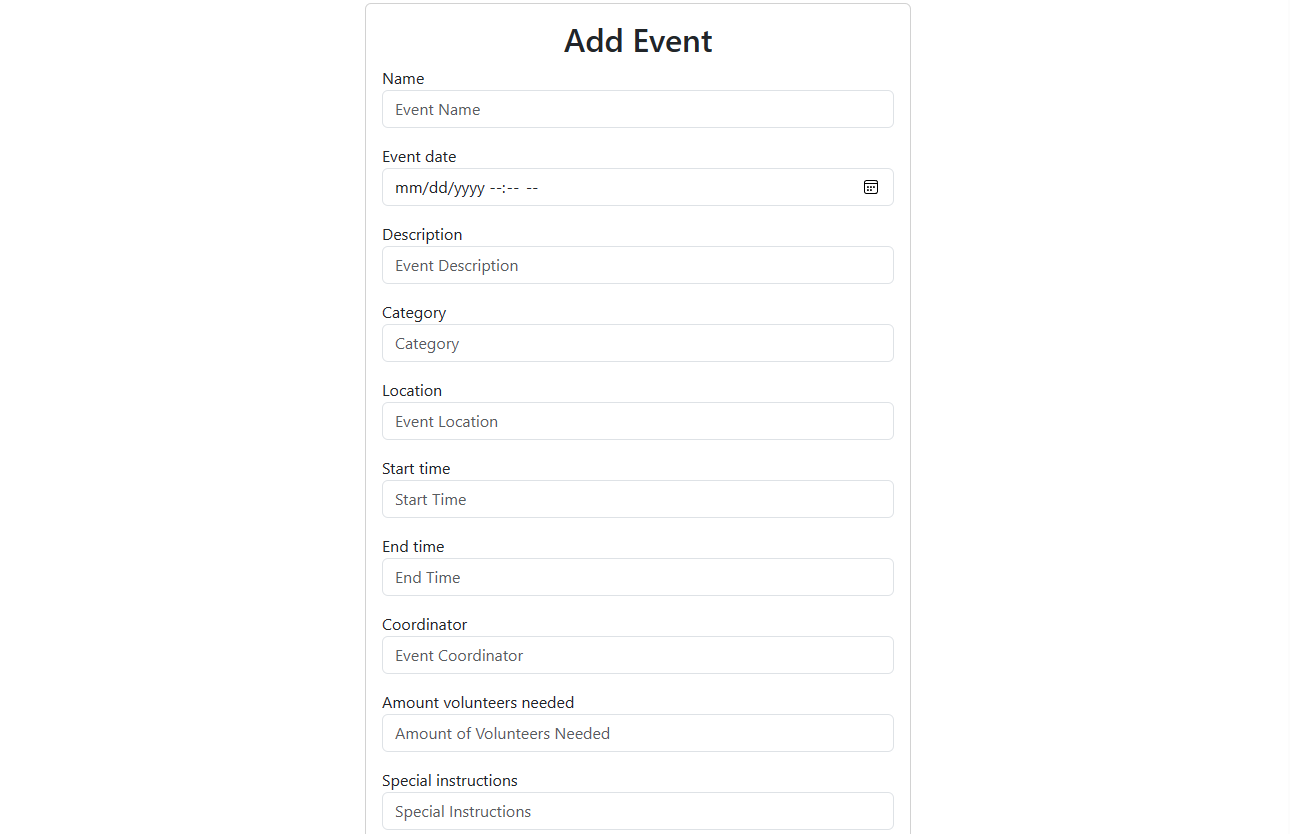 Add Event
Name
Event Name
Event date
mm/dd/yyyy --:-- --
Description
Event Description
Category
Category
Location
Event Location
Start time
Start Time
End time
End Time
Coordinator
Event Coordinator
Amount volunteers needed
Amount of Volunteers Needed
Special instructions
Special Instructions